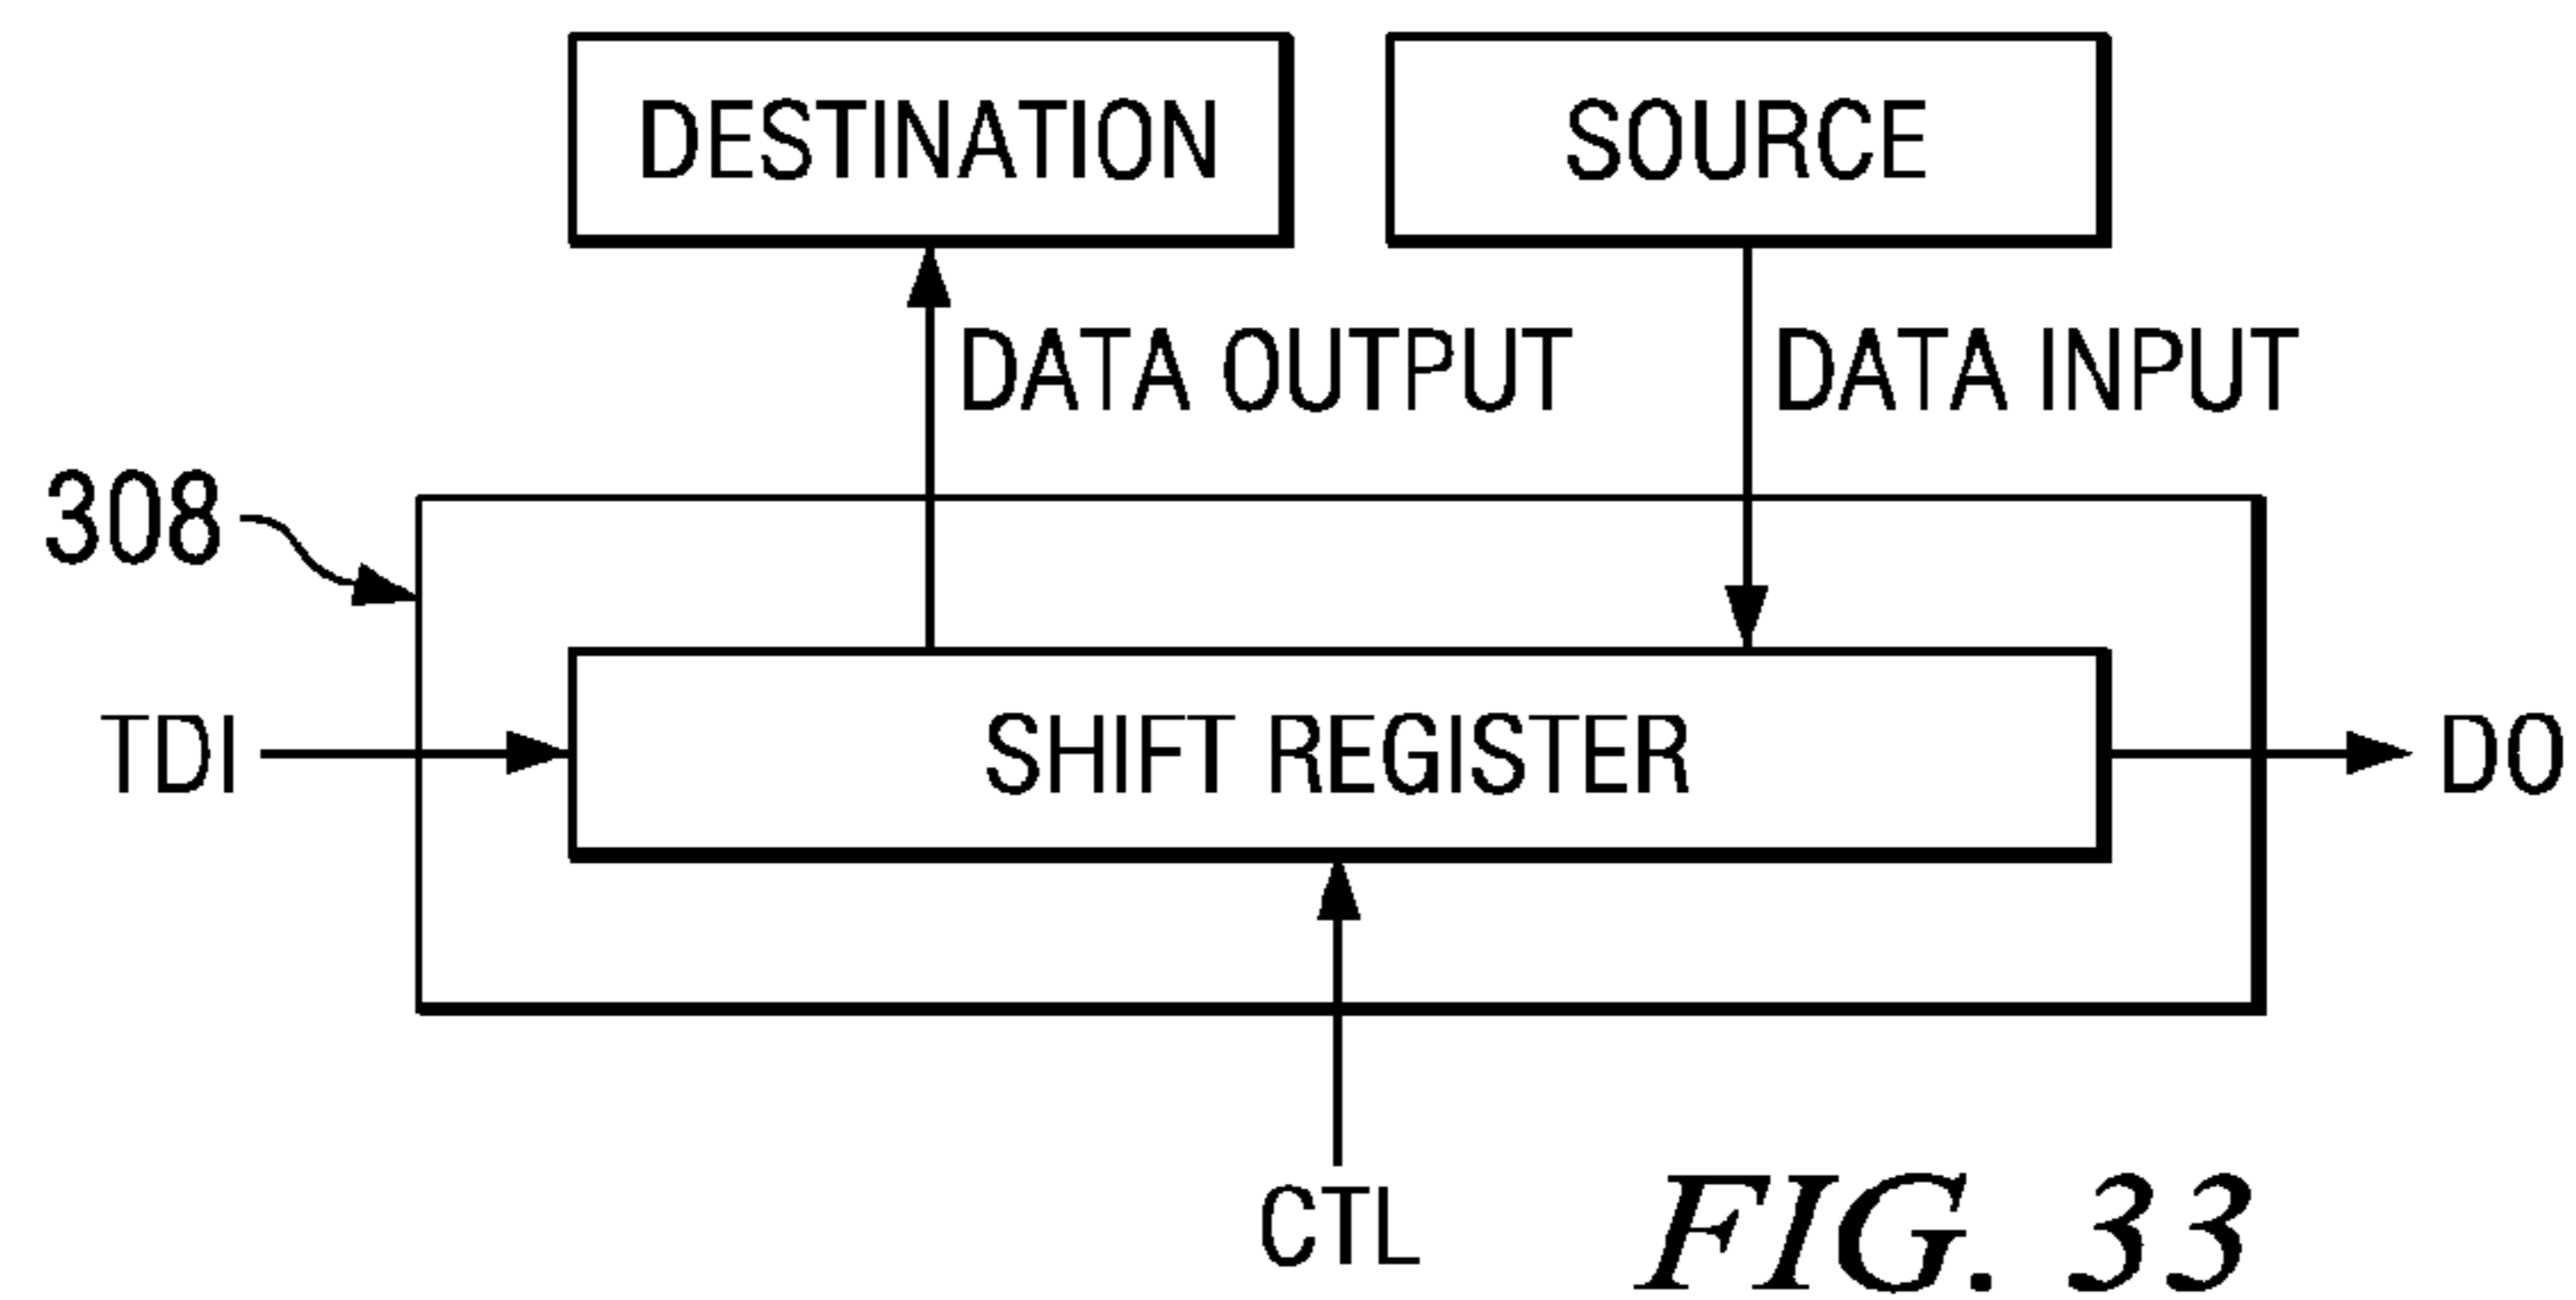 DESTINATION
SOURCE
DATA OUTPUT
DATA INPUT
308
TDI
SHIFT REGISTER
DO
CTL
FIG. 33